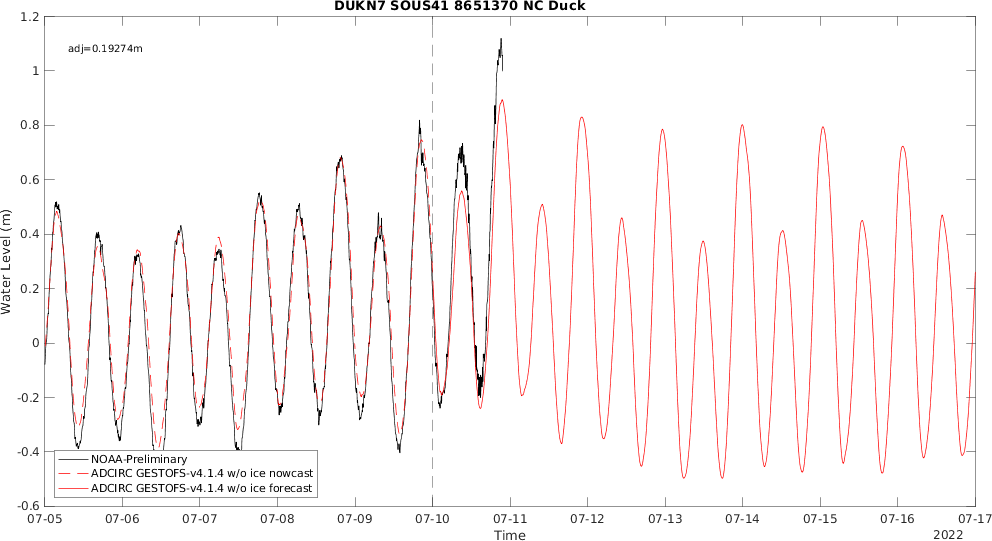 DUKN7 SOUS41 8651370 NC Duck
1.2
adj=0.19274m
1
0.8
0.6
0.4
0.2
0
-0.2
-0.4
-0.6
Water Level (m)
NOAA-Preliminary
ADCIRC GESTOFS-v4.1.4 w/o ice nowcast
ADCIRC GESTOFS-v4.1.4 w/o ice forecast
07-05 07-06 07-07 07-08 07-09 07-10 07-11 07-12 07-13 07-14 07-15 07-16 07-17
Time
2022